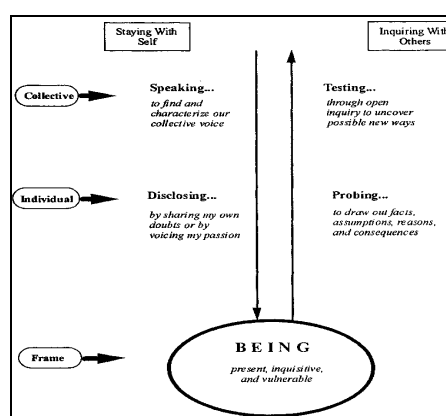 Staying With
Self
Inquiring With
Others
Collective
Speaking...
to find and
characterize our
collective voice
Testing...
through open
inquiry to uncover
possible new ways
Individual
Disclosing...
by sharing my own
doubts or by
voicing my passion
Probing...
to draw out facts,
assumptions, reasons,
and consequences
Frame
BEING
present, inquisitive,
and vulnerable